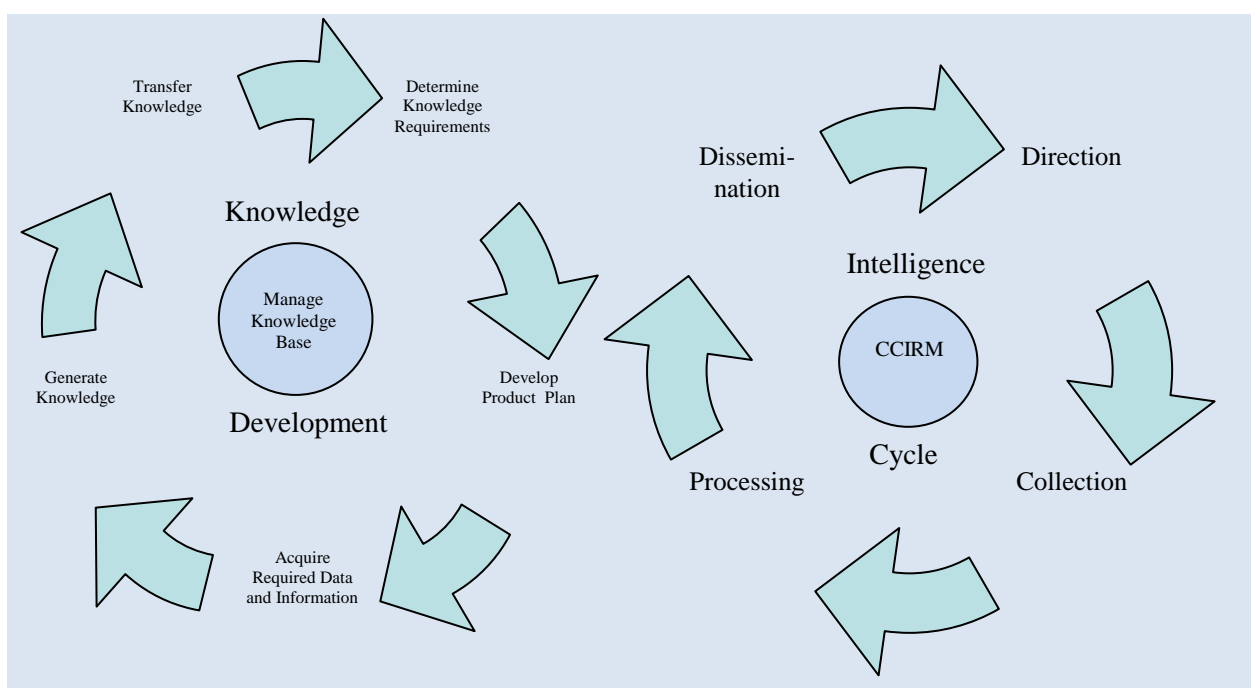 Transfer
Knowledge
Determine
Knowledge
Requirements
Knowledge
Manage
Knowledge
Base
Development
Develop
Product Plan
Acquire
Required Data
and Information
Generate
Knowledge
Dissemi-
nation
Direction
Intelligence
CCIRM
Cycle
Collection
Processing